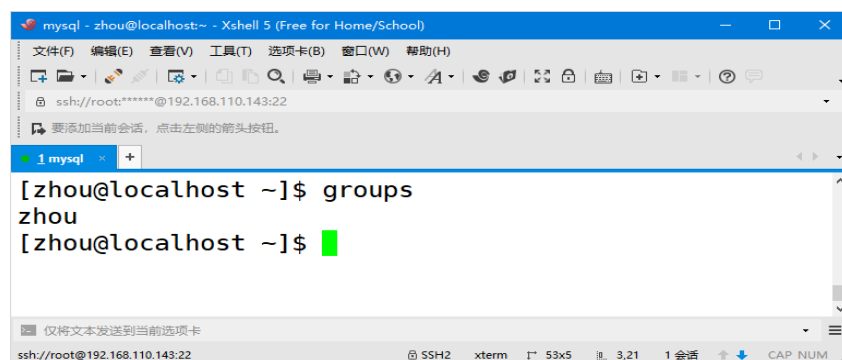 mysql - zhou@localhost:~ - Xshell 5 (Free for Home/School)
文件(F) 编辑(E) 查看(V) 工具(T) 选项卡(B) 窗口(W) 帮助(H)
ssh://root:******@192.168.110.143:22
要添加当前会话，点击左侧的箭头按钮。
1 mysql × +
[zhou@localhost ~]$ groups
zhou
[zhou@localhost ~]$
仅将文本发送到当前选项卡
ssh://root@192.168.110.143:22 SSH2 xterm 53x5 3,21 1 会话 CAP NUM